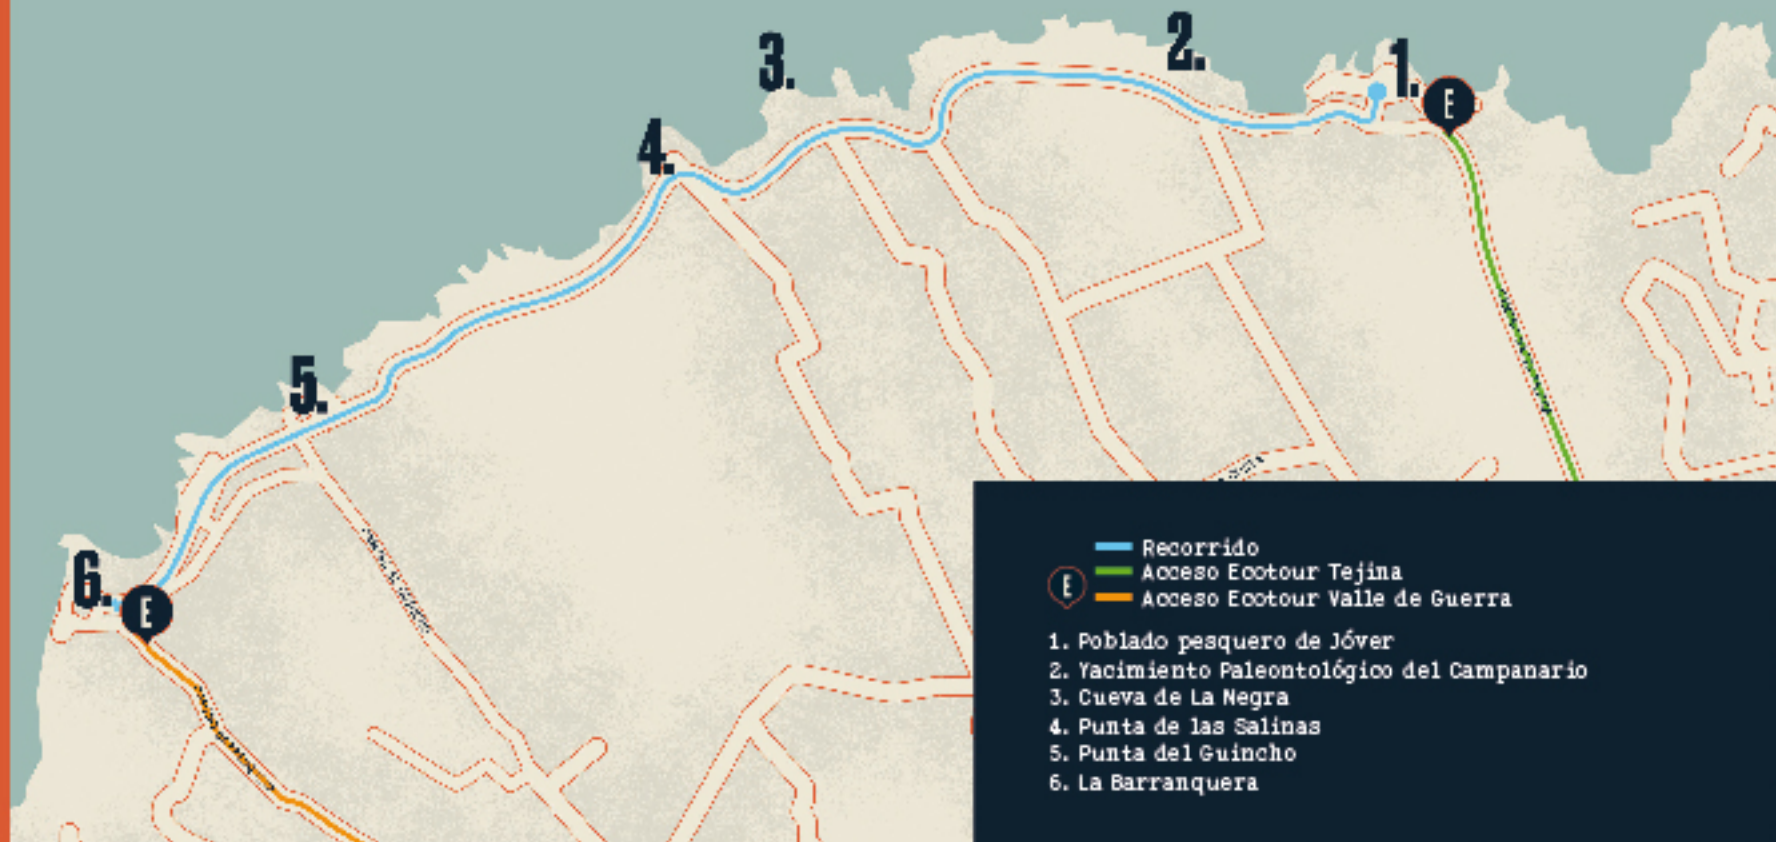 3.
2.
1.
E
4.
5.
6.
E
Recorrido
E
Acceso Ecotour Tejina
Acceso Ecotour Valle de Guerra
1. Poblado pesquero de Jóver
2. Yacimiento Paleontológico del Campanario
3. Cueva de La Negra
4. Punta de las Salinas
5. Punta del Guincho
6. La Barranquera